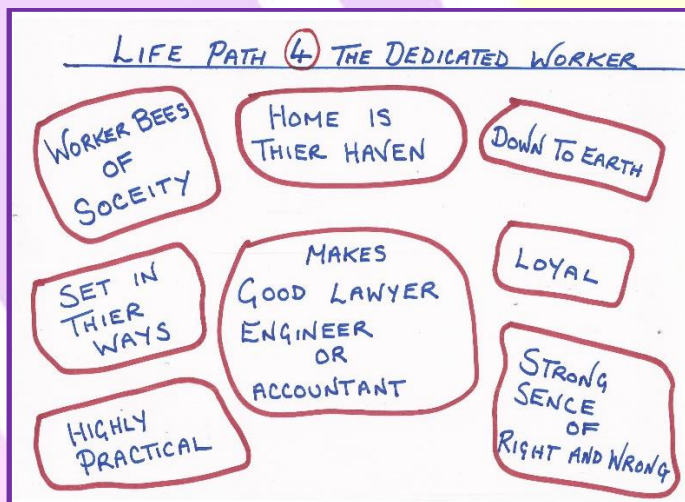 LIFE PATH 4 THE DEDICATED WORKER
WORKER BEES
OF
SOCEITY
HOME IS
THIER HAVEN
DOWN TO EARTH
SET IN
THIER
WAYS
MAKES
GOOD LAWYER
ENGINEER
OR
ACCOUNTANT
LOYAL
HIGHLY
PRACTICAL
STRONG
SENCE
OF
RIGHT AND WRONG